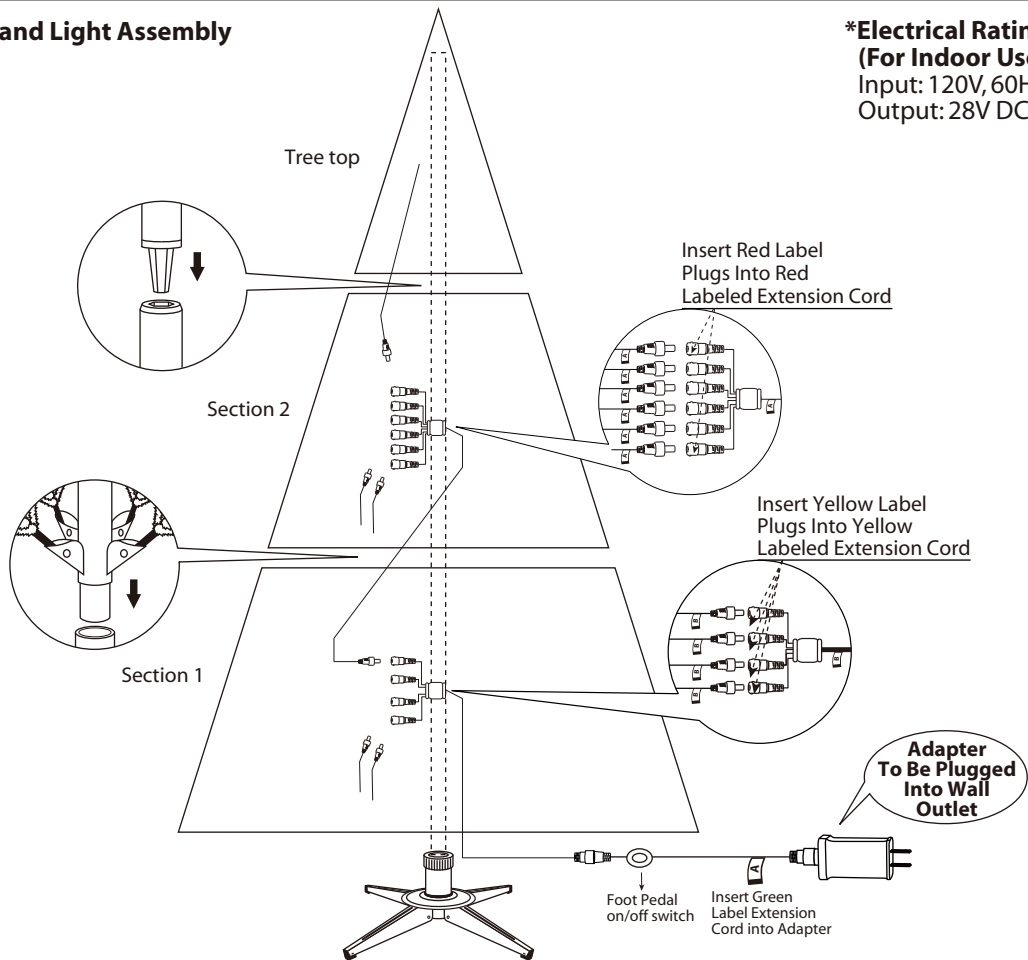 and Light Assembly
*Electrical Ratin
(For Indoor Use
Input: 120V, 60H
Output: 28V DC
Tree top
Insert Red Label
Plugs Into Red
Labeled Extension Cord
A
A
A
A
A
A
A
Section 2
Insert Yellow Label
Plugs Into Yellow
Labeled Extension Cord
B
B
B
B
B
Section 1
Adapter
To Be Plugged
Into Wall
Outlet
A
Foot Pedal
on/off switch
Insert Green
Label Extension
Cord into Adapter